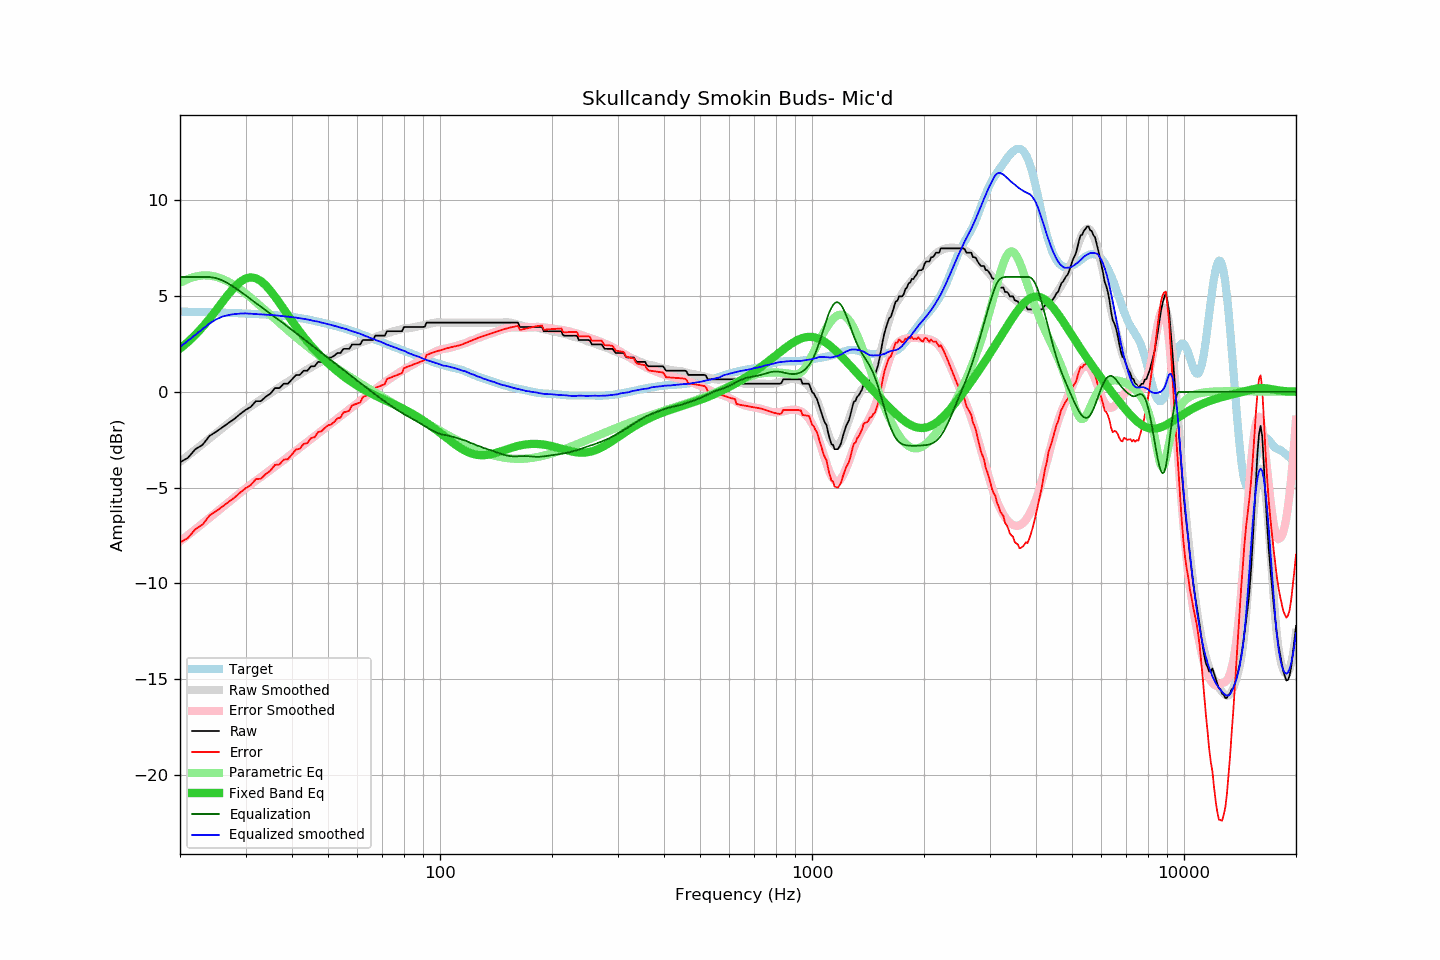 Skullcandy Smokin Buds- Mic'd
10
5
0
−5
−10
−15
−20
Amplitude (dBr)
Target
Raw Smoothed
Error Smoothed
Raw
Error
Parametric Eq
Fixed Band Eq
Equalization
Equalized smoothed
100
1000
10000
Frequency (Hz)